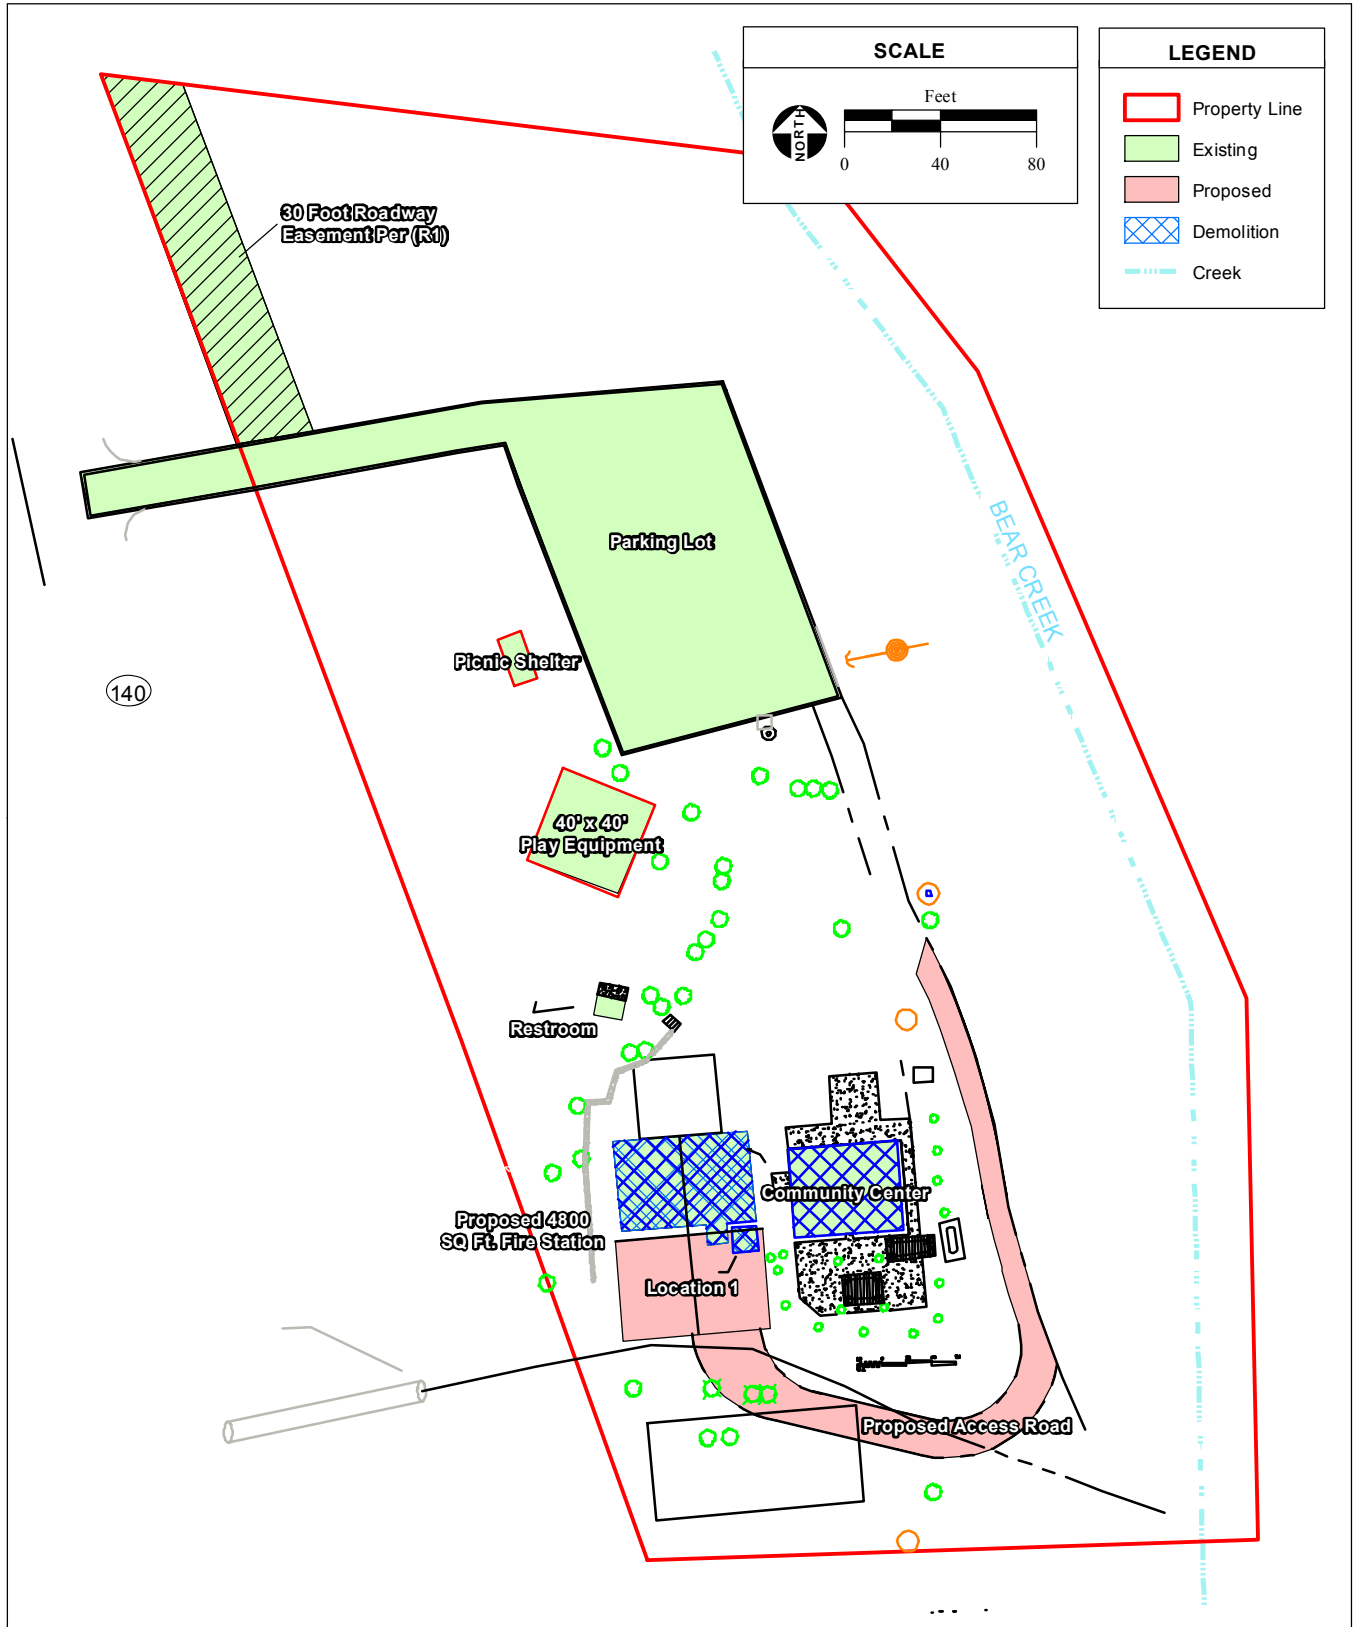 SCALE
Feet
NORTH
0 40 80
LEGEND
Property Line
Existing
Proposed
Demolition
Creek
30 Foot Roadway
Easement Per (R1)
Parking Lot
BEAR CREEK
Picnic Shelter
140
40' x 40'
Play Equipment
Restroom
Community Center
Proposed 4800
SQ Ft. Fire Station
Location 1
Proposed Access Road